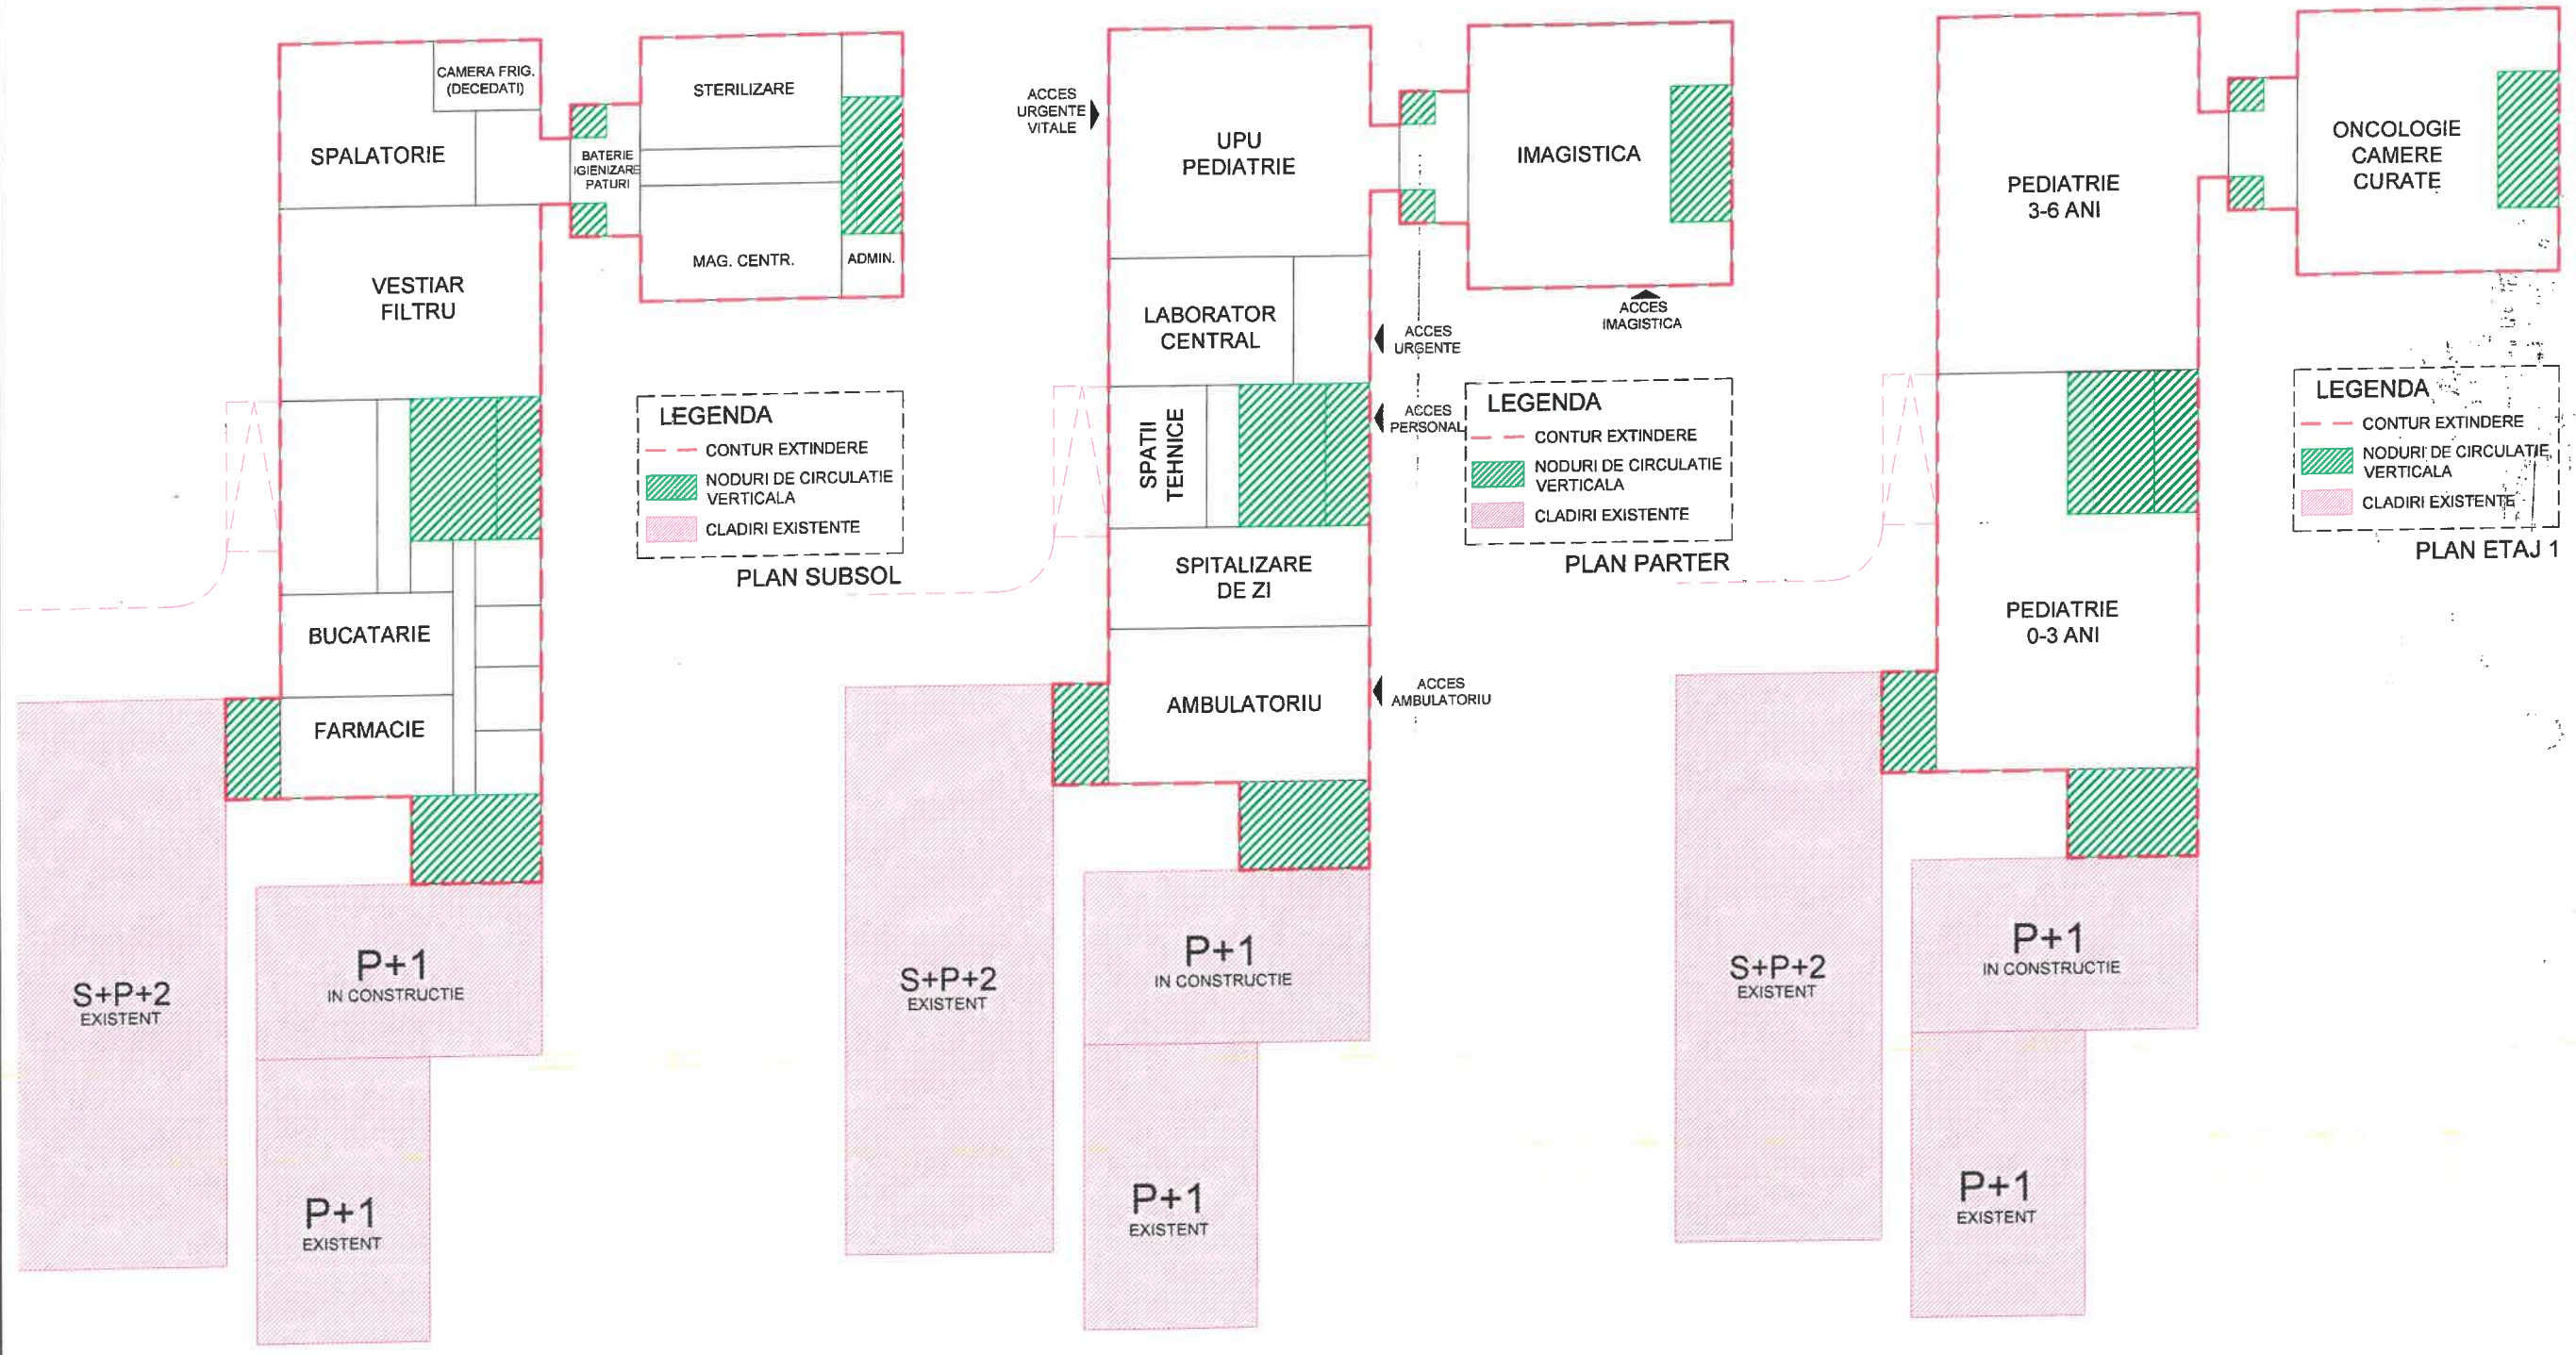 CAMERA FRIG.
(DECEDATI)
SPALATORIE
BATERIE
IGIENIZARE
PATURI
STERILIZARE
MAG. CENTR.
ADMIN.
VESTIAR
FILTRU
BUCATARIE
FARMACIE
S+P+2
EXISTENT
P+1
IN CONSTRUCTIE
P+1
EXISTENT
LEGENDA
CONTUR EXTINDERE
NODURI DE CIRCULATIE
VERTICALA
CLADIRI EXISTENTE
PLAN SUBSOL
ACCES
URGENTE
VITALE
UPU
PEDIATRIE
IMAGISTICA
ACCES
IMAGISTICA
LABORATOR
CENTRAL
ACCES
URGENTE
SPATII
TEHNICE
ACCES
PERSONAL
SPITALIZARE
DE ZI
AMBULATORIU
ACCES
AMBULATORIU
S+P+2
EXISTENT
P+1
IN CONSTRUCTIE
P+1
EXISTENT
LEGENDA
CONTUR EXTINDERE
NODURI DE CIRCULATIE
VERTICALA
CLADIRI EXISTENTE
PLAN PARTER
PEDIATRIE
3-6 ANI
ONCOLOGIE
CAMERE
CURATE
PEDIATRIE
0-3 ANI
S+P+2
EXISTENT
P+1
IN CONSTRUCTIE
P+1
EXISTENT
LEGENDA
CONTUR EXTINDERE
NODURI DE CIRCULATIE
VERTICALA
CLADIRI EXISTENTE
PLAN ETAJ 1